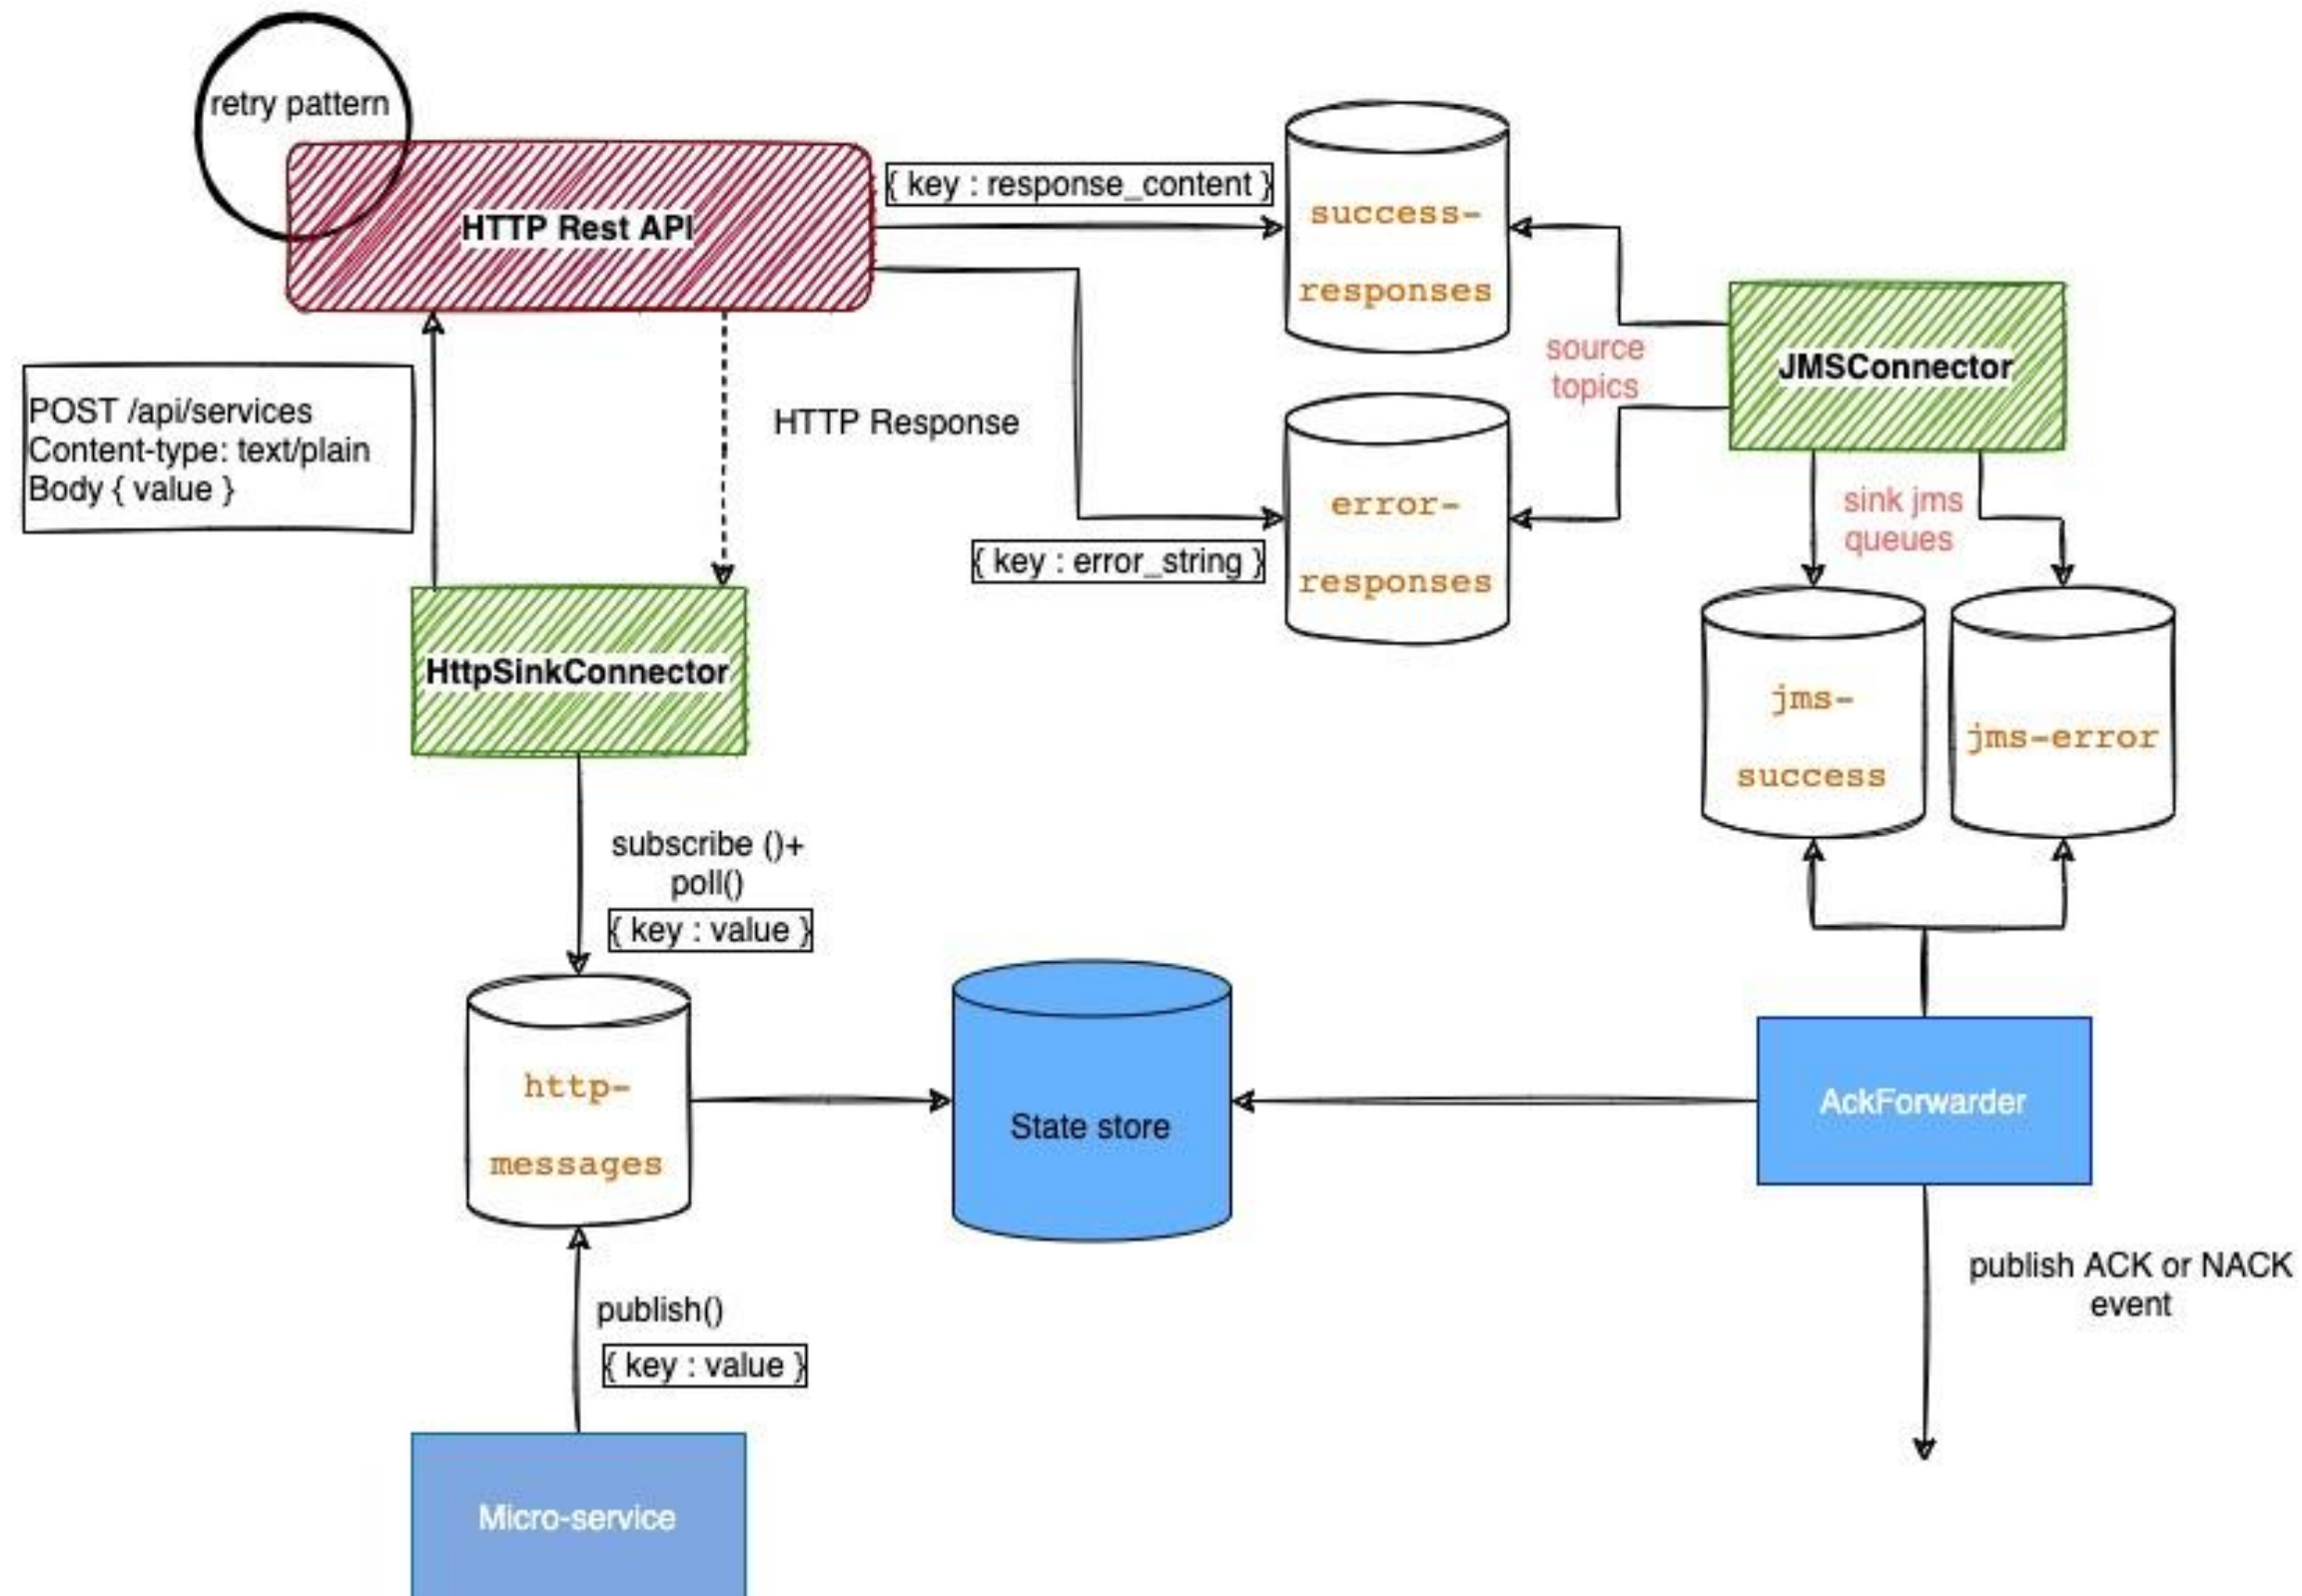 retry pattern
HTTP Rest API
{ key : response_content }
success-
responses
POST /api/services
Content-type: text/plain
Body { value }
HTTP Response
{ key : error_string }
error-
responses
source
topics
JMSConnector
sink jms
queues
HttpSinkConnector
jms-
success
jms-error
subscribe ()+
poll()
{ key : value }
http-
messages
State store
AckForwarder
publish()
{ key : value }
publish ACK or NACK
event
Micro-service